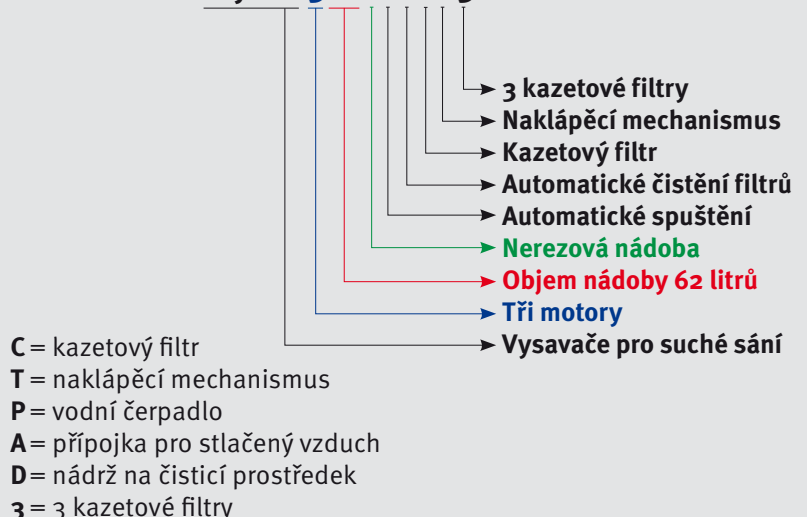 3 kazetové filtry
Naklápěcí mechanismus
Kazetový filtr
Automatické čistění filtrů
Automatické spuštění
Nerezová nádoba
Objem nádoby 62 litrů
Tři motory
Vysavače pro suché sání
C = kazetový filtr
T = naklápěcí mechanismus
P = vodní čerpadlo
A = přípojka pro stlačený vzduch
D = nádrž na čisticí prostředek
3 = 3 kazetové filtry